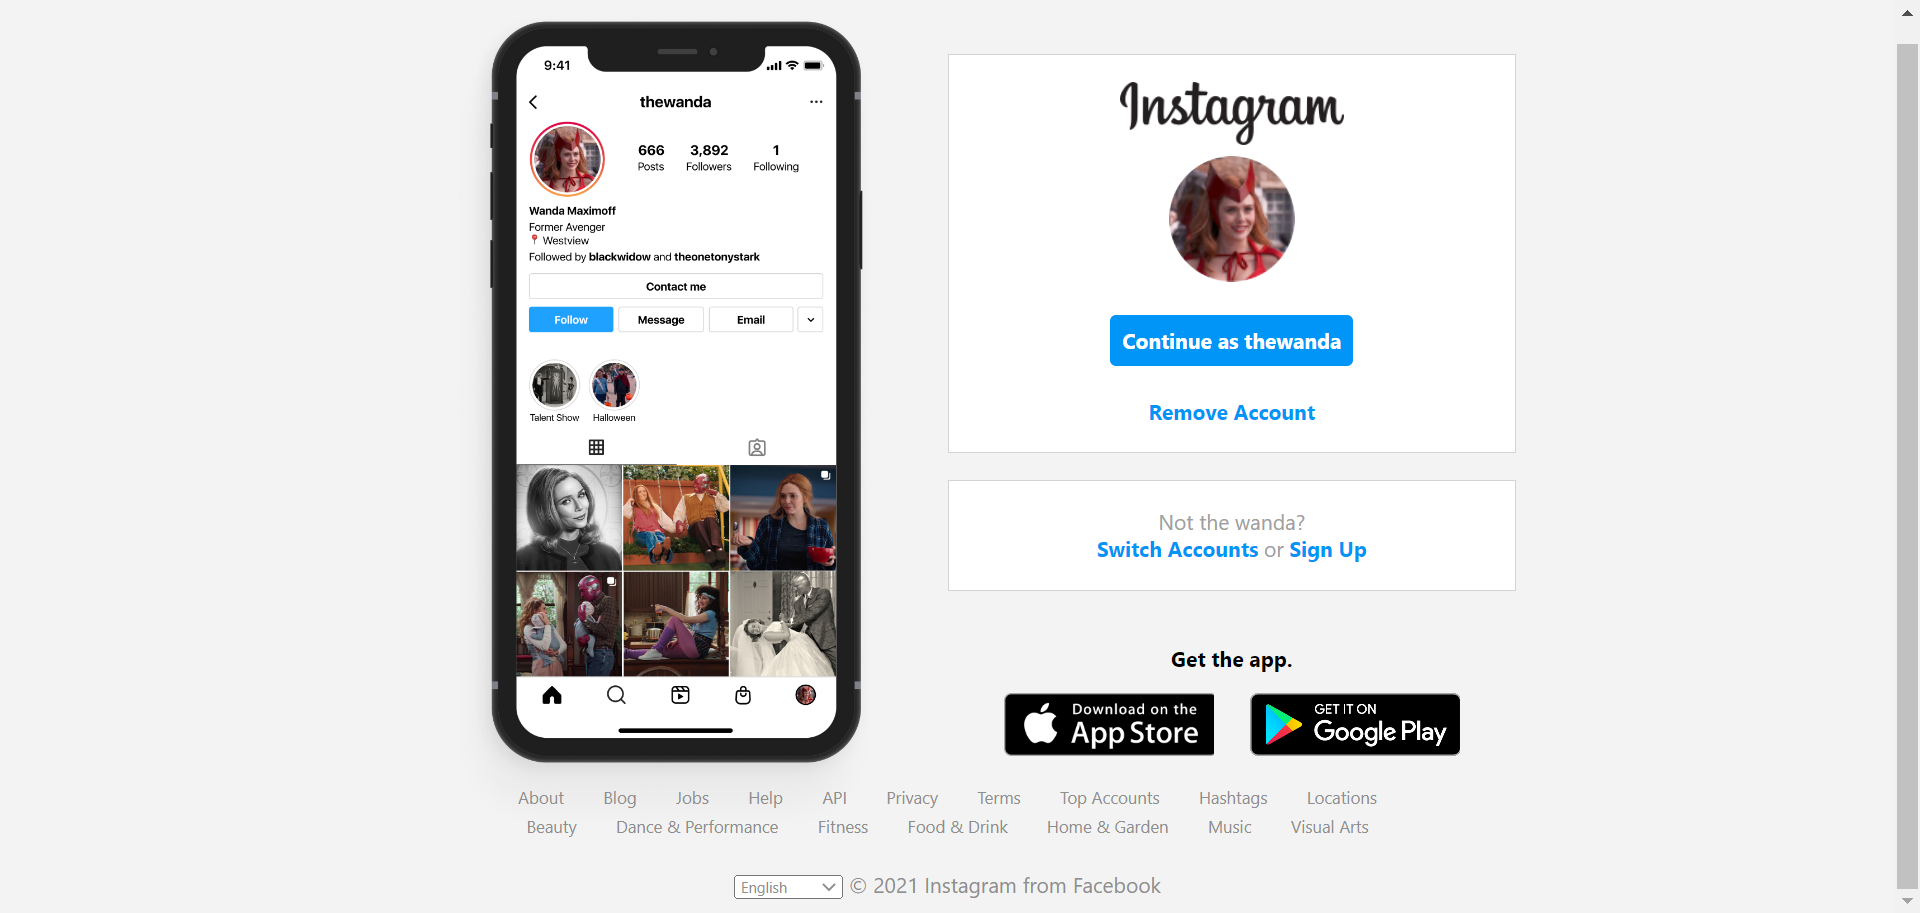 9:41
thewanda
666 3,892 1
Posts Followers Following
Wanda Maximoff
Former Avenger
📍 Westview
Followed by blackwidow and theonetonystark
Contact me
Follow Message Email
Talent Show Halloween
Instagram
Continue as thewanda
Remove Account
Not the wanda?
Switch Accounts or Sign Up
Get the app.
Download on the
App Store
GET IT ON
Google Play
About Blog Jobs Help API Privacy Terms Top Accounts Hashtags Locations
Beauty Dance & Performance Fitness Food & Drink Home & Garden Music Visual Arts
English © 2021 Instagram from Facebook